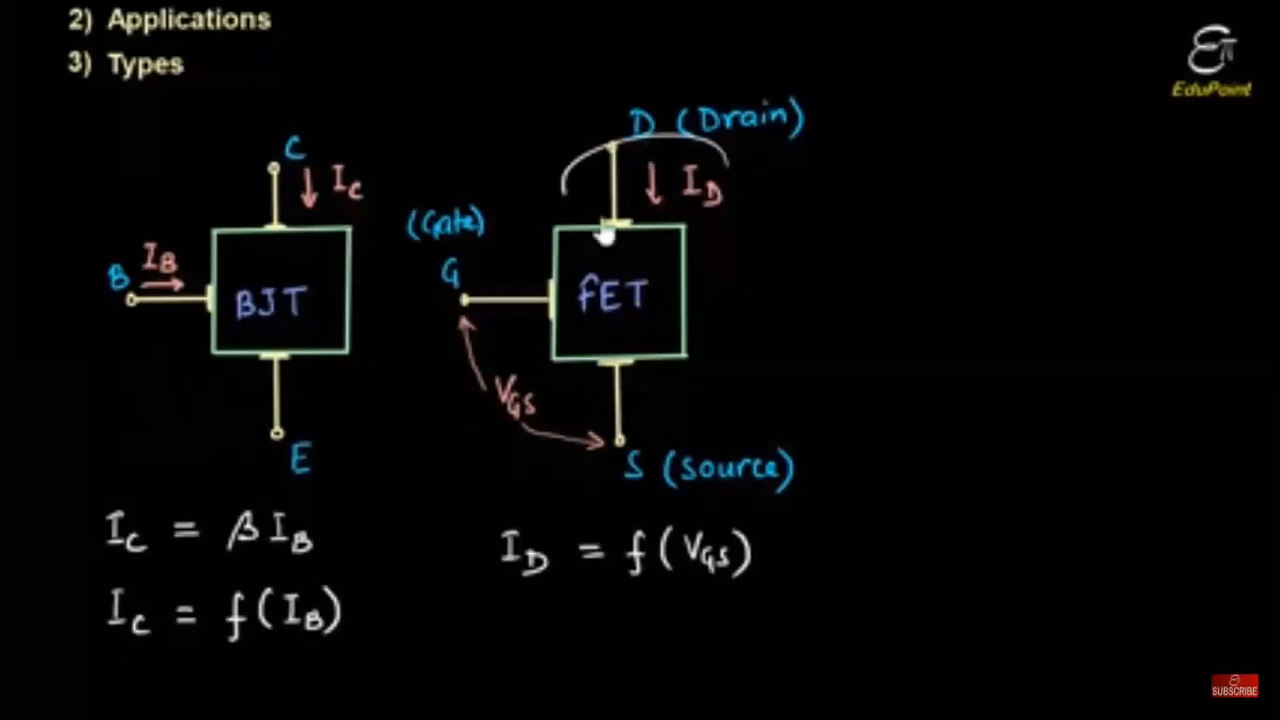 2) Applications
3) Types
EduPoint
D (Drain)
C
I_C
I_D
(Gate)
I_B
B
G
BJT
fET
V_GS
E
S (Source)
I_C = β I_B
I_D = f(V_GS)
I_C = f(I_B)
SUBSCRIBE